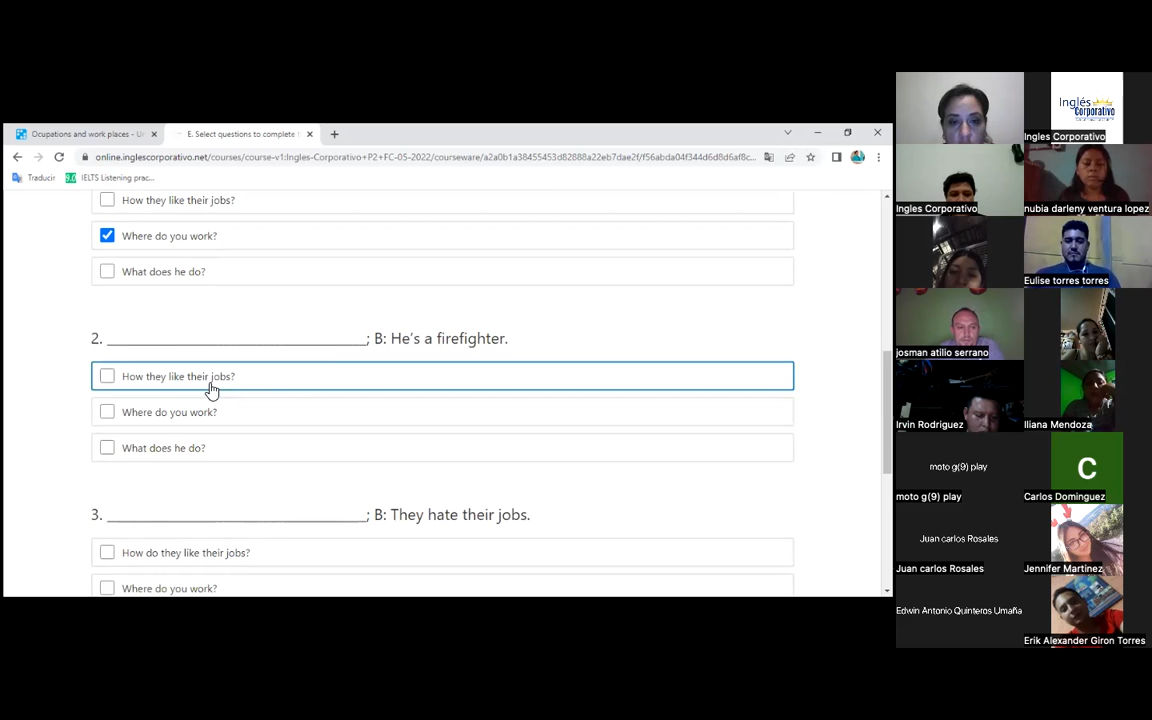 Ocupations and work places - Ur
E. Select questions to complete
online.inglescorporativo.net/courses/course-v1:Ingles-Corporativo+P2+FC-05-2022/courseware/a2a0b1a38455453d82888a22eb7dae2f/f56abda04f344d6d8d6af8c...
Traducir
IELTS Listening prac...
How they like their jobs?
Where do you work?
What does he do?
2. ______________________________; B: He's a firefighter.
How they like their jobs?
Where do you work?
What does he do?
3. ______________________________; B: They hate their jobs.
How do they like their jobs?
Where do you work?
Inglés
Corporativo
Ingles Corporativo
Ingles Corporativo
nubia darleny ventura lopez
Eulise torres torres
josman atilio serrano
Irvin Rodriguez
Iliana Mendoza
moto g(9) play
moto g(9) play
C
Carlos Dominguez
Juan carlos Rosales
Juan carlos Rosales
Jennifer Martinez
Edwin Antonio Quinteros Umaña
Erik Alexander Giron Torres